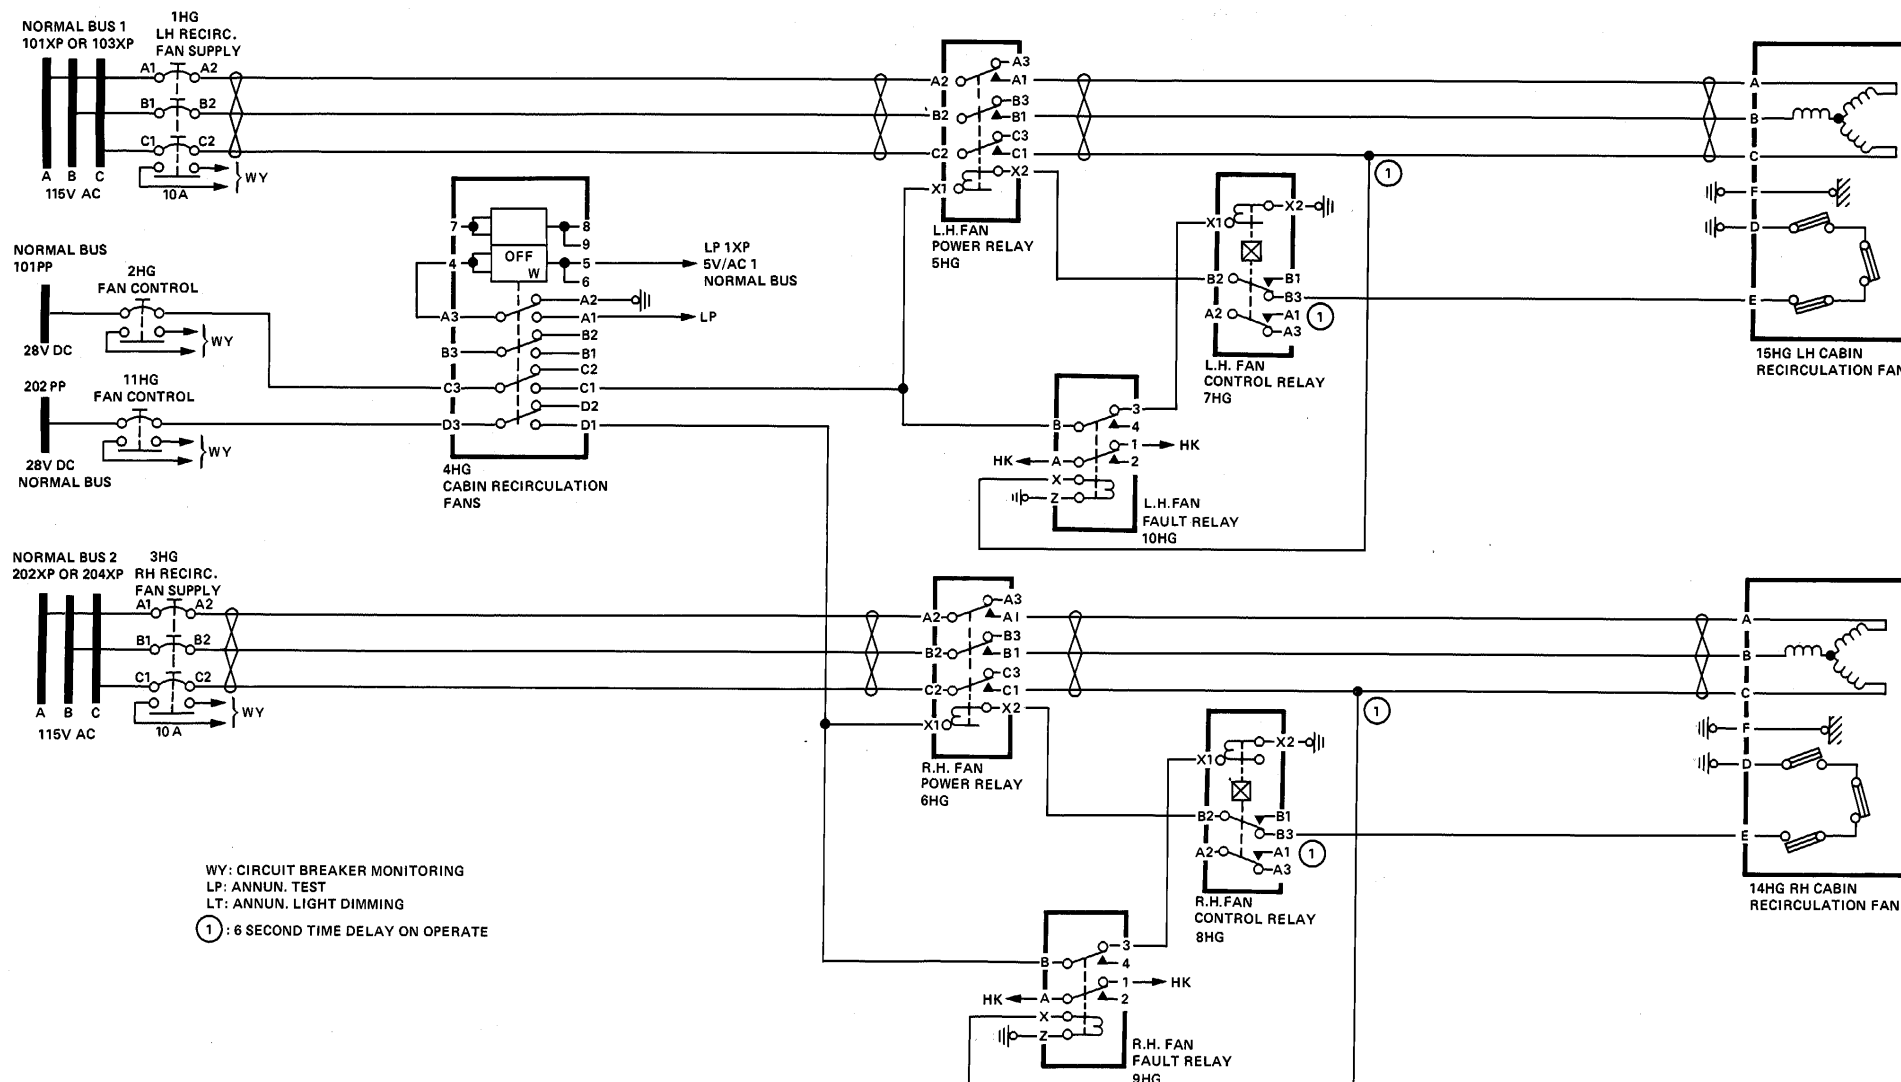 NORMAL BUS 1
101XP OR 103XP
1HG
LH RECIRC.
FAN SUPPLY
A1 A2
B1 B2
C1 C2
A B C
115V AC
10A
WY
A2 A3
A1
B2 B3
B1
C2 C3
C1
X1 X2
L.H.FAN
POWER RELAY
5HG
1
A
B
C
F
D
E
15HG LH CABIN
RECIRCULATION FAN
X1 X2
B2 B1
B3
A2 A1
A3
1
L.H. FAN
CONTROL RELAY
7HG
NORMAL BUS
101PP
2HG
FAN CONTROL
28V DC
WY
202 PP
11HG
FAN CONTROL
28V DC
NORMAL BUS
WY
7 8
9
OFF
W
4 5
6
A2
A3 A1
B2
B3 B1
C2
C3 C1
D2
D3 D1
4HG
CABIN RECIRCULATION
FANS
LP 1XP
5V/AC 1
NORMAL BUS
LP
B 3
4
1 HK
HK A 2
X
Z
L.H.FAN
FAULT RELAY
10HG
NORMAL BUS 2
202XP OR 204XP
3HG
RH RECIRC.
FAN SUPPLY
A1 A2
B1 B2
C1 C2
A B C
115V AC
10A
WY
A2 A3
A1
B2 B3
B1
C2 C3
C1
X1 X2
R.H. FAN
POWER RELAY
6HG
1
A
B
C
F
D
E
14HG RH CABIN
RECIRCULATION FAN
X1 X2
B2 B1
B3
A2 A1
A3
1
R.H.FAN
CONTROL RELAY
8HG
B 3
4
1 HK
HK A 2
X
Z
R.H. FAN
FAULT RELAY
9HG
WY: CIRCUIT BREAKER MONITORING
LP: ANNUN. TEST
LT: ANNUN. LIGHT DIMMING
1 : 6 SECOND TIME DELAY ON OPERATE